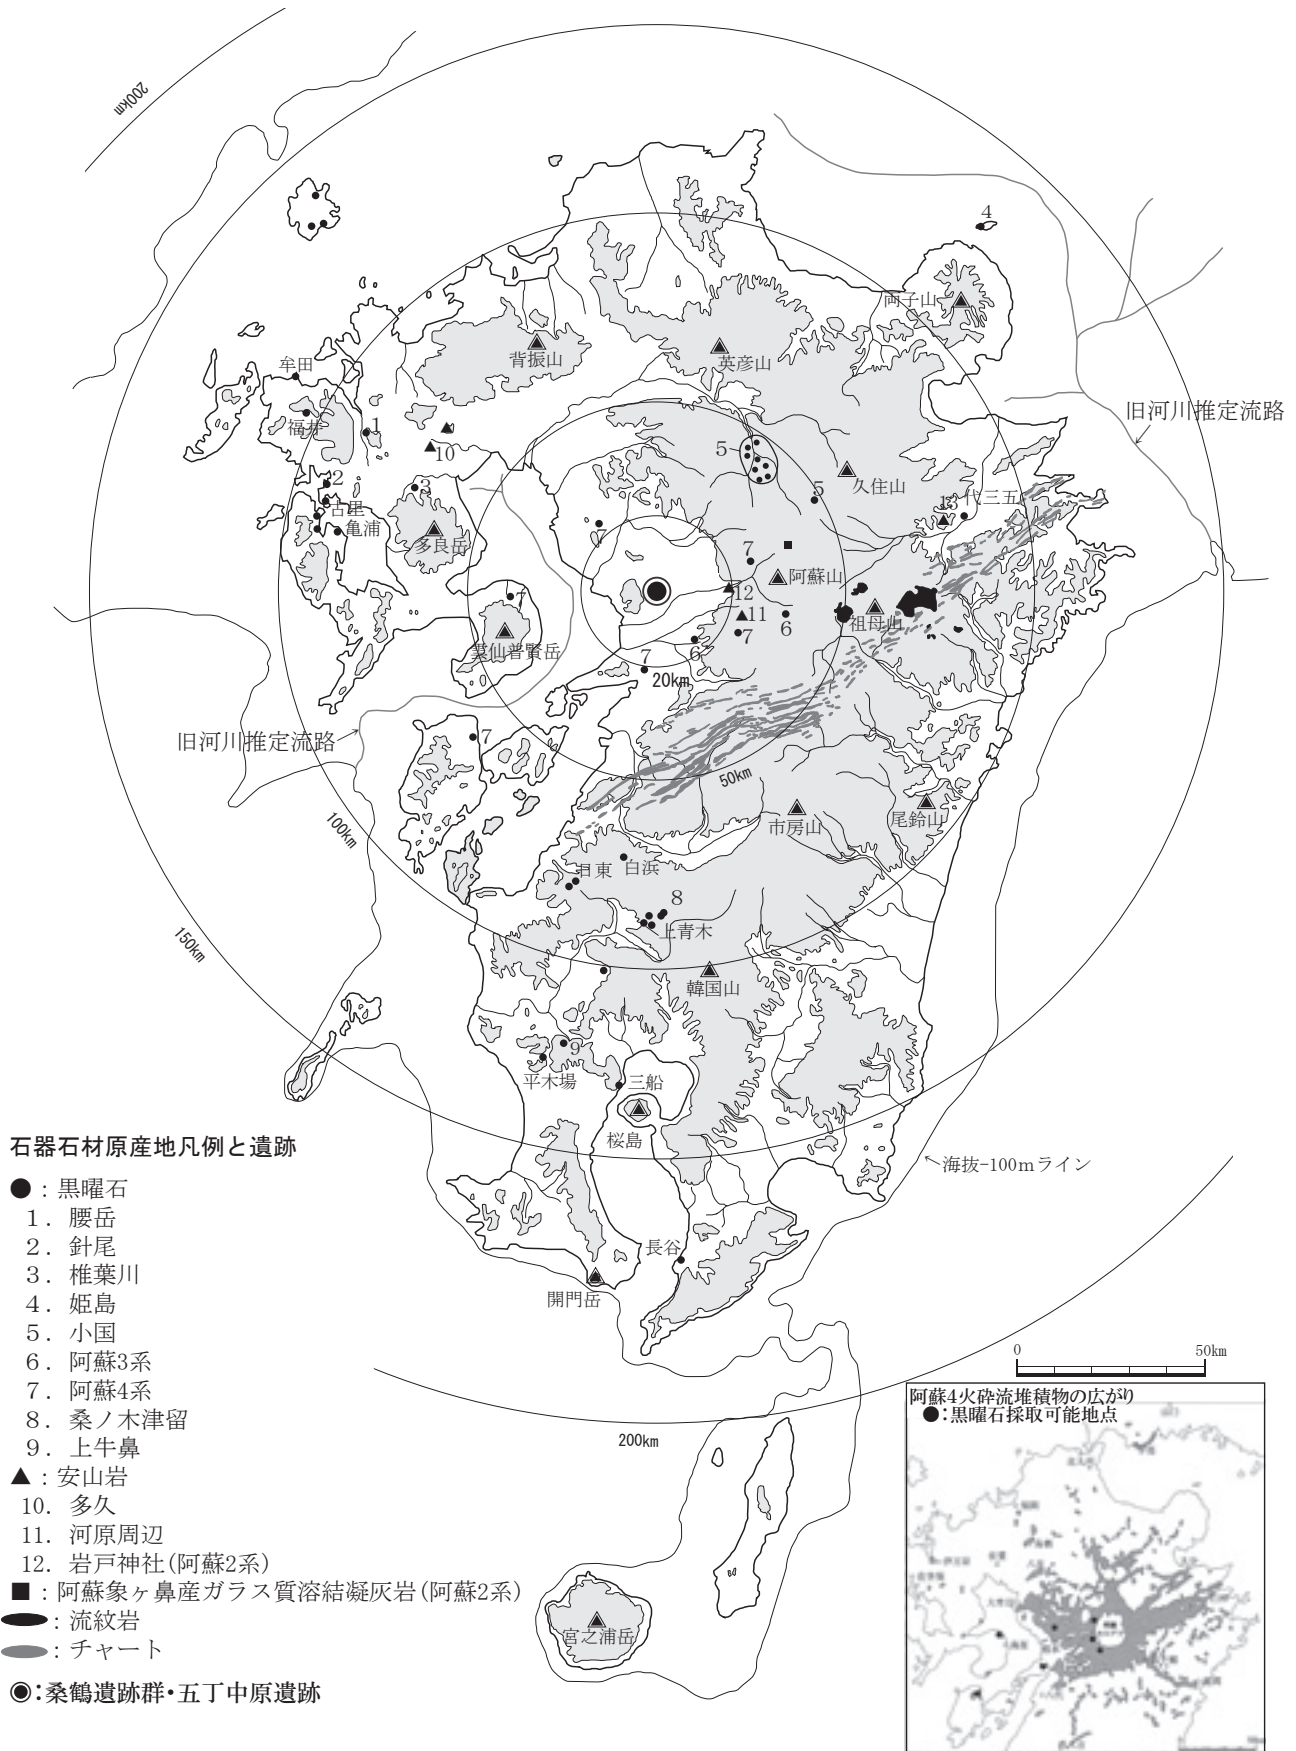 200km
4
両子山
背振山
英彦山
牟田
旧河川推定流路
福井
1
10
5
久住山
5
2
3
13
代三五
古里
亀浦
多良岳
7
7
阿蘇山
12
7
11
6
祖母山
7
6
雲仙普賢岳
7
20km
旧河川推定流路
7
50km
100km
市房山
尾鈴山
日東
白浜
8
上青木
150km
韓国山
9
平木場
三船
桜島
海抜-100mライン
長谷
開門岳
200km
宮之浦岳
石器石材原産地凡例と遺跡
●：黒曜石
1．腰岳
2．針尾
3．椎葉川
4．姫島
5．小国
6．阿蘇3系
7．阿蘇4系
8．桑ノ木津留
9．上牛鼻
▲：安山岩
10．多久
11．河原周辺
12．岩戸神社(阿蘇2系)
■：阿蘇象ヶ鼻産ガラス質溶結凝灰岩(阿蘇2系)
：流紋岩
：チャート
◉：桑鶴遺跡群・五丁中原遺跡
0 50km
阿蘇4火砕流堆積物の広がり
●：黒曜石採取可能地点